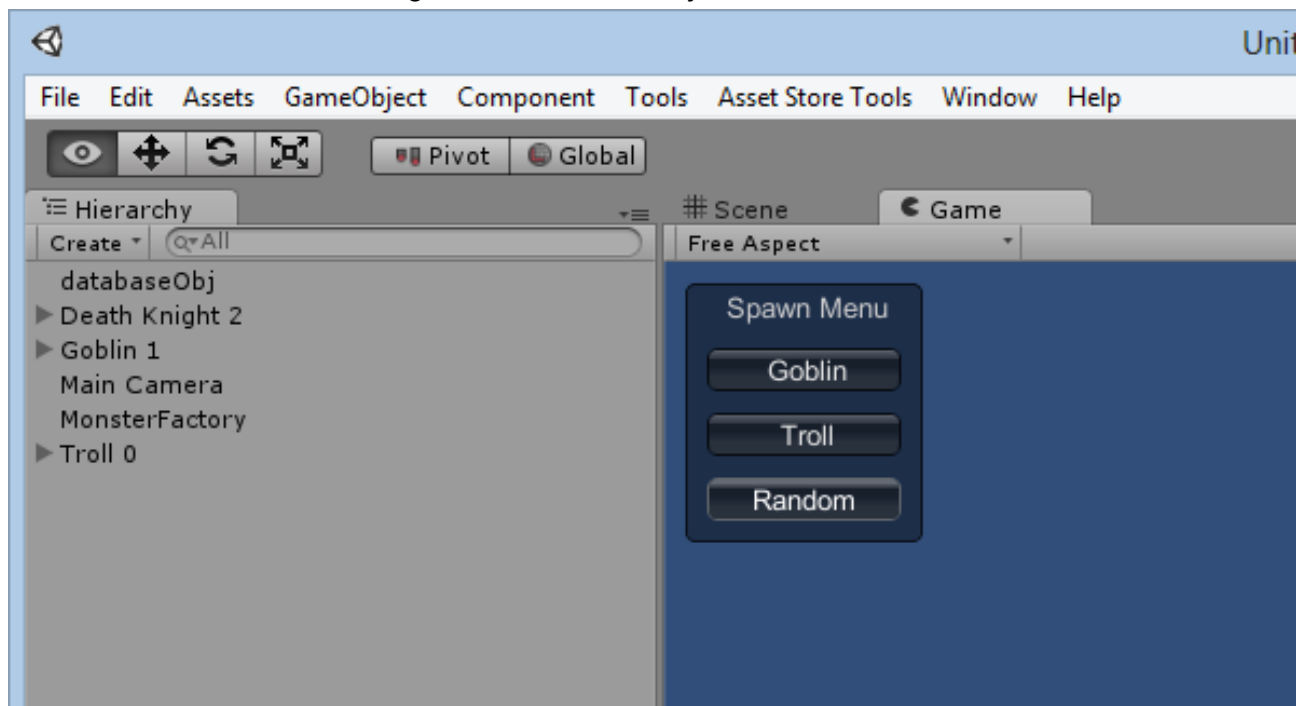 Unit
File Edit Assets GameObject Component Tools Asset Store Tools Window Help
Pivot Global
Hierarchy
Create All
databaseObj
Death Knight 2
Goblin 1
Main Camera
MonsterFactory
Troll 0
Scene Game
Free Aspect
Spawn Menu
Goblin
Troll
Random